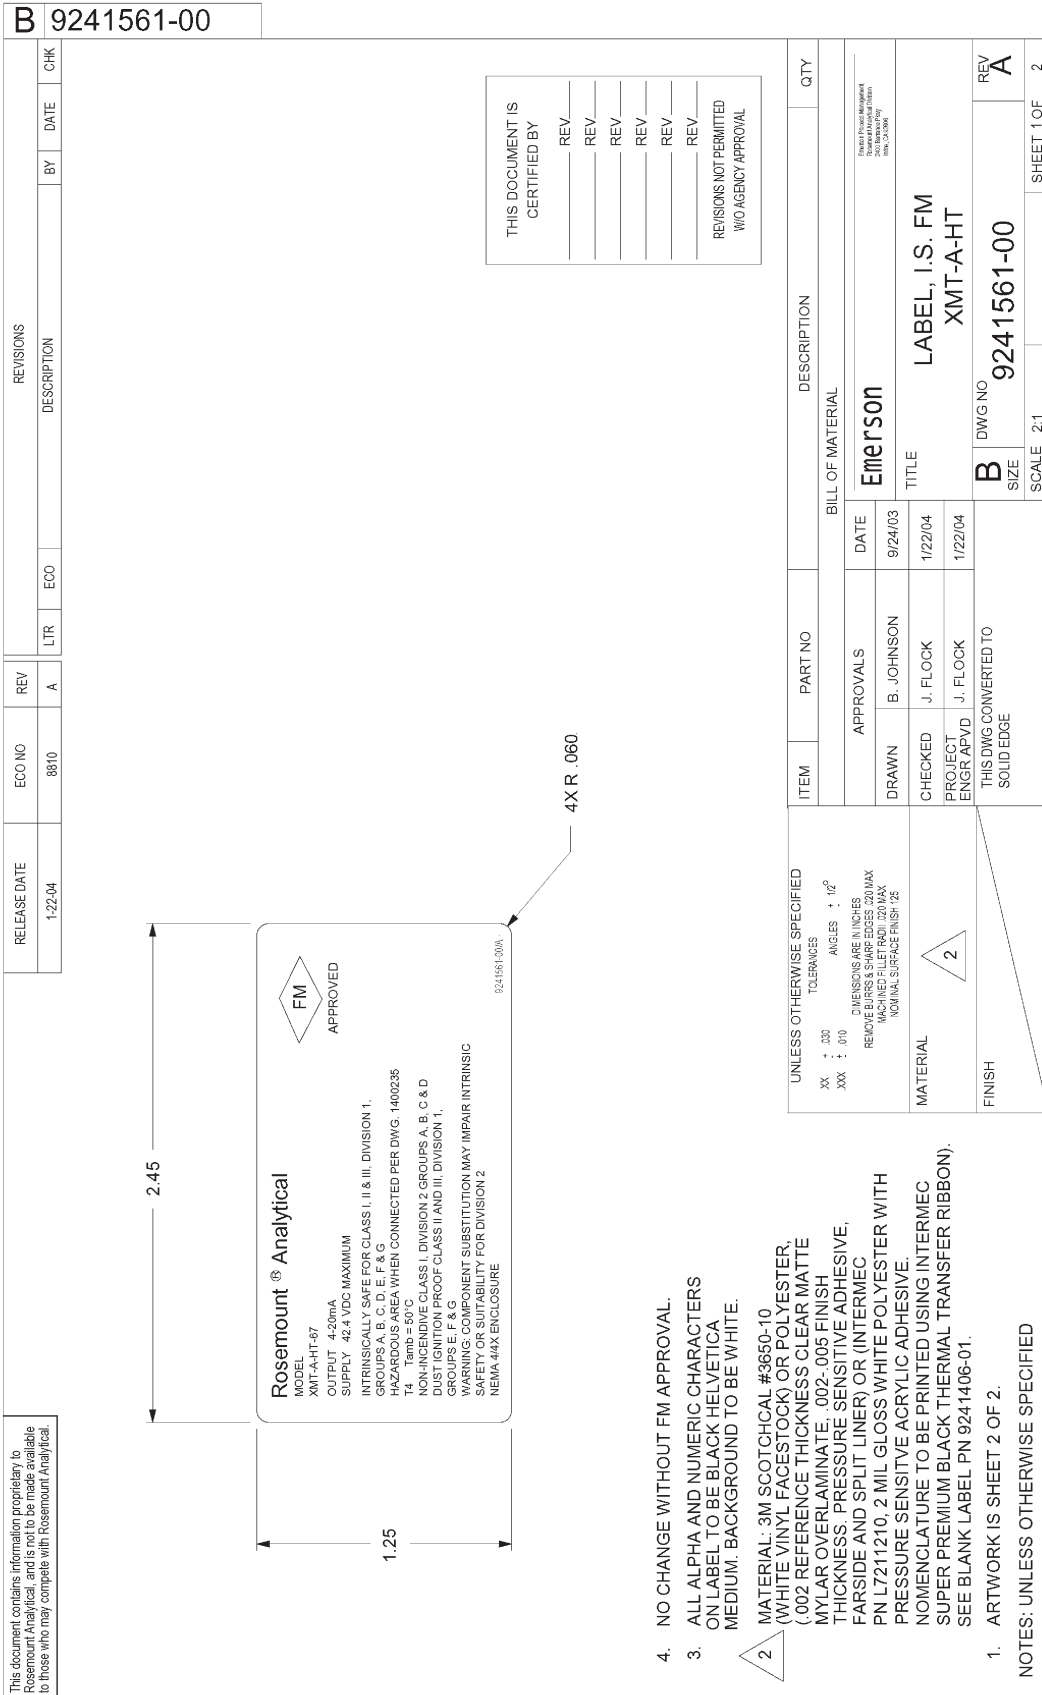 B 9241561-00
This document contains information proprietary to
Rosemount Analytical, and is not to be made available
to those who may compete with Rosemount Analytical.
RELEASE DATE ECO NO REV
1-22-04 8810 A
REVISIONS
LTR ECO DESCRIPTION BY DATE CHK
THIS DOCUMENT IS
CERTIFIED BY
REV
REV
REV
REV
REV
REV
REVISIONS NOT PERMITTED
W/O AGENCY APPROVAL
2.45
1.25
4X R .060
Rosemount ® Analytical
MODEL
XMT-A-HT-67
OUTPUT 4-20mA
SUPPLY 42.4 VDC MAXIMUM
INTRINSICALLY SAFE FOR CLASS I, II & III, DIVISION 1,
GROUPS A, B, C, D, E, F & G
HAZARDOUS AREA WHEN CONNECTED PER DWG. 1400235
T4 Tamb = 50°C
NON-INCENDIVE CLASS I, DIVISION 2 GROUPS A, B, C & D
DUST IGNITION PROOF CLASS II AND III, DIVISION 1,
GROUPS E, F & G
WARNING: COMPONENT SUBSTITUTION MAY IMPAIR INTRINSIC
SAFETY OR SUITABILITY FOR DIVISION 2
NEMA 4/4X ENCLOSURE
FM
APPROVED
9241561-00/A
4. NO CHANGE WITHOUT FM APPROVAL.
3. ALL ALPHA AND NUMERIC CHARACTERS
ON LABEL TO BE BLACK HELVETICA
MEDIUM. BACKGROUND TO BE WHITE.
2 MATERIAL: 3M SCOTCHCAL #3650-10
(WHITE VINYL FACESTOCK) OR POLYESTER,
(.002 REFERENCE THICKNESS CLEAR MATTE
MYLAR OVERLAMINATE, .002-.005 FINISH
THICKNESS. PRESSURE SENSITIVE ADHESIVE,
FARSIDE AND SPLIT LINER) OR (INTERMEC
PN L7211210, 2 MIL GLOSS WHITE POLYESTER WITH
PRESSURE SENSITIVE ACRYLIC ADHESIVE.
NOMENCLATURE TO BE PRINTED USING INTERMEC
SUPER PREMIUM BLACK THERMAL TRANSFER RIBBON).
SEE BLANK LABEL PN 9241406-01.
1. ARTWORK IS SHEET 2 OF 2.
NOTES: UNLESS OTHERWISE SPECIFIED
UNLESS OTHERWISE SPECIFIED
TOLERANCES
.XX ± .030 ANGLES ± 1/2°
.XXX ± .010
DIMENSIONS ARE IN INCHES
REMOVE BURRS & SHARP EDGES .020 MAX
MACHINED FILLET RADII .020 MAX
NOMINAL SURFACE FINISH 125
MATERIAL
2
FINISH
ITEM PART NO DESCRIPTION QTY
BILL OF MATERIAL
APPROVALS DATE
DRAWN B. JOHNSON 9/24/03
CHECKED J. FLOCK 1/22/04
PROJECT
ENGR APVD J. FLOCK 1/22/04
THIS DWG CONVERTED TO
SOLID EDGE
Emerson
Emerson Process Management,
Rosemount Analytical Division
2400 Barranca Pkwy
Irvine, CA 92606
TITLE
LABEL, I.S. FM
XMT-A-HT
B SIZE
DWG NO 9241561-00
REV A
SCALE 2:1
SHEET 1 OF 2